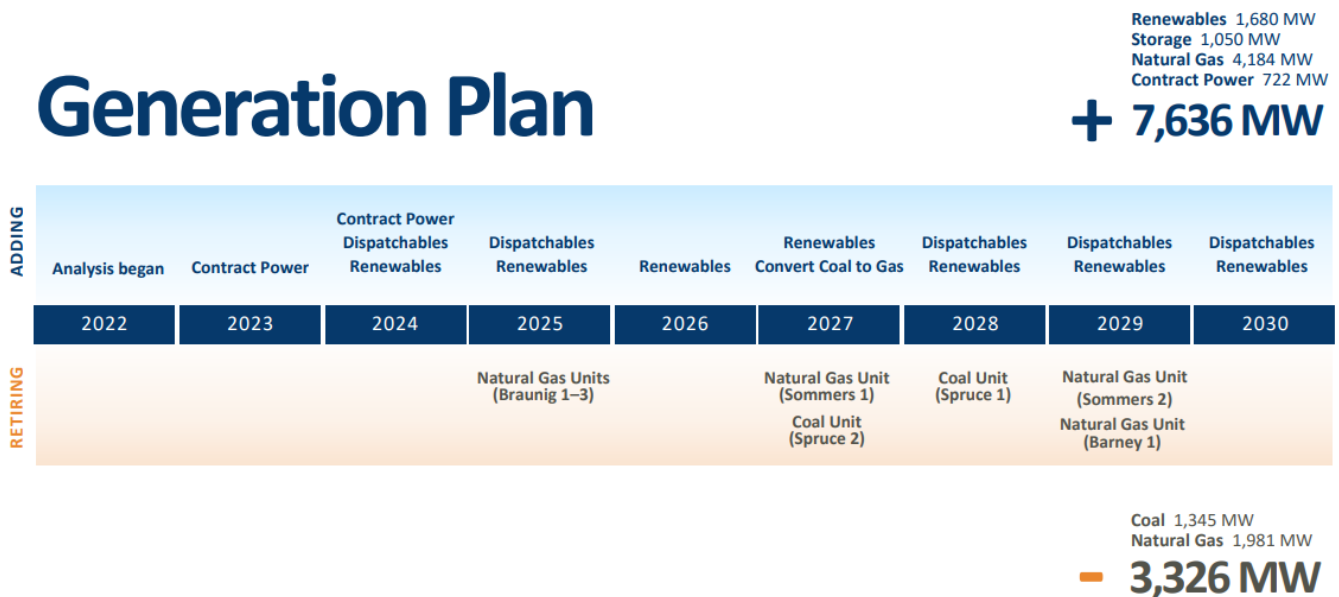 Renewables 1,680 MW
Storage 1,050 MW
Natural Gas 4,184 MW
Contract Power 722 MW
+ 7,636 MW
Generation Plan
ADDING
Analysis began
Contract Power
Contract Power
Dispatchables
Renewables
Dispatchables
Renewables
Renewables
Renewables
Convert Coal to Gas
Dispatchables
Renewables
Dispatchables
Renewables
Dispatchables
Renewables
2022 2023 2024 2025 2026 2027 2028 2029 2030
RETIRING
Natural Gas Units
(Braunig 1–3)
Natural Gas Unit
(Sommers 1)
Coal Unit
(Spruce 2)
Coal Unit
(Spruce 1)
Natural Gas Unit
(Sommers 2)
Natural Gas Unit
(Barney 1)
Coal 1,345 MW
Natural Gas 1,981 MW
- 3,326 MW